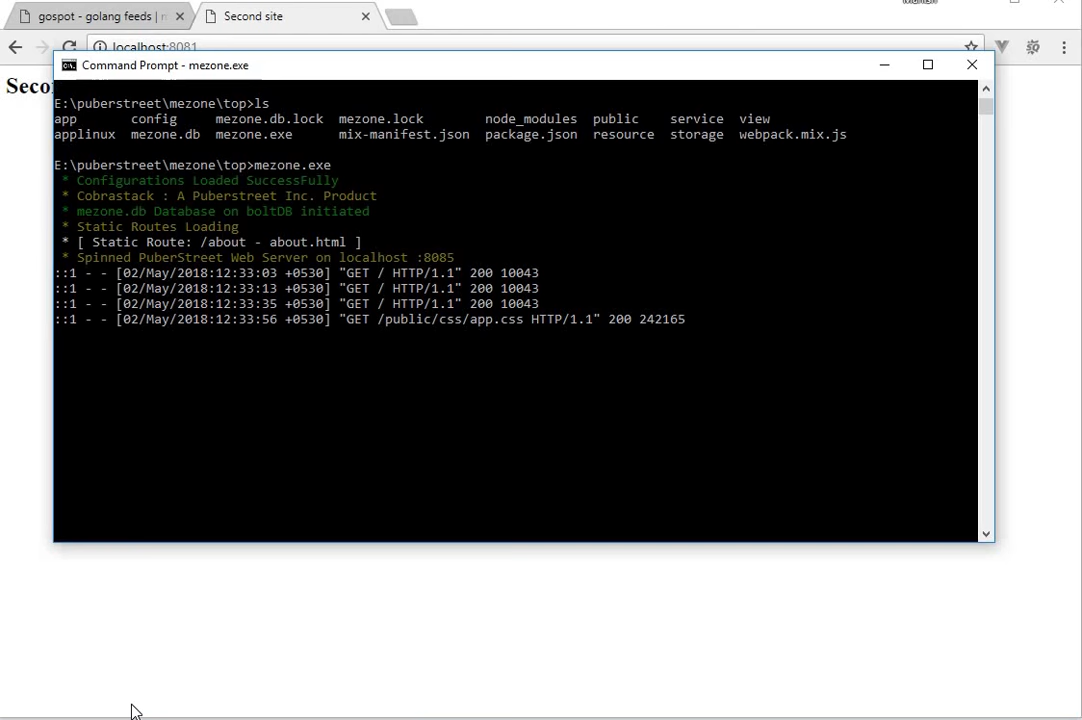 gospot - golang feeds |
Second site
localhost:8081
Command Prompt - mezone.exe
E:\puberstreet\mezone\top>ls
app config mezone.db.lock mezone.lock node_modules public service view
applinux mezone.db mezone.exe mix-manifest.json package.json resource storage webpack.mix.js
E:\puberstreet\mezone\top>mezone.exe
* Configurations Loaded SuccessFully
* Cobrastack : A Puberstreet Inc. Product
* mezone.db Database on boltDB initiated
* Static Routes Loading
* [ Static Route: /about - about.html ]
* Spinned PuberStreet Web Server on localhost :8085
::1 - - [02/May/2018:12:33:03 +0530] "GET / HTTP/1.1" 200 10043
::1 - - [02/May/2018:12:33:13 +0530] "GET / HTTP/1.1" 200 10043
::1 - - [02/May/2018:12:33:35 +0530] "GET / HTTP/1.1" 200 10043
::1 - - [02/May/2018:12:33:56 +0530] "GET /public/css/app.css HTTP/1.1" 200 242165